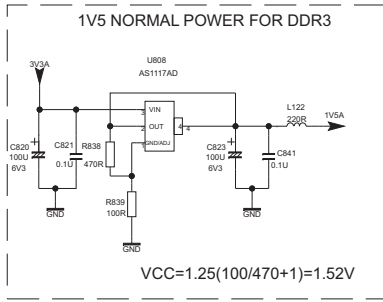 1V5 NORMAL POWER FOR DDR3
3V3A
U808
AS1117AD
3 VIN
2 OUT 4 4
1 GND/ADJ
L122
220R
1V5A
+
C820
100U
6V3
C821
0.1U
R838
470R
R839
100R
+
C823
100U
6V3
C841
0.1U
GND
GND
GND
VCC=1.25(100/470+1)=1.52V